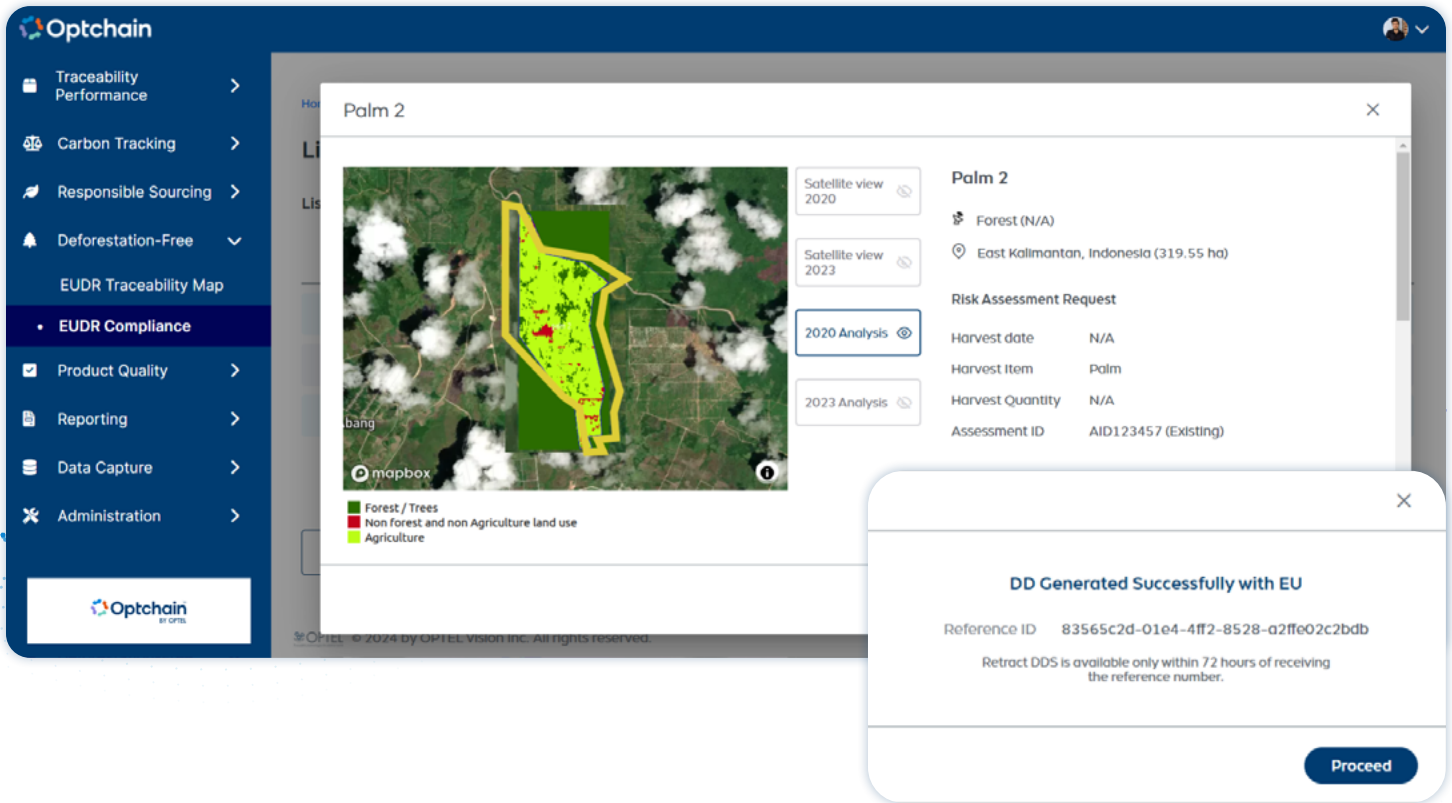 Optchain
Traceability
Performance
Carbon Tracking
Responsible Sourcing
Deforestation-Free
EUDR Traceability Map
EUDR Compliance
Product Quality
Reporting
Data Capture
Administration
Optchain
BY OPTEL
Palm 2
bang
mapbox
Forest / Trees
Non forest and non Agriculture land use
Agriculture
Satellite view
2020
Satellite view
2023
2020 Analysis
2023 Analysis
Palm 2
Forest (N/A)
East Kalimantan, Indonesia (319.55 ha)
Risk Assessment Request
Harvest date N/A
Harvest Item Palm
Harvest Quantity N/A
Assessment ID AID123457 (Existing)
OPTEL © 2024 by OPTEL Vision Inc. All rights reserved.
DD Generated Successfully with EU
Reference ID 83565c2d-01e4-4ff2-8528-a2ffe02c2bdb
Retract DDS is available only within 72 hours of receiving
the reference number.
Proceed